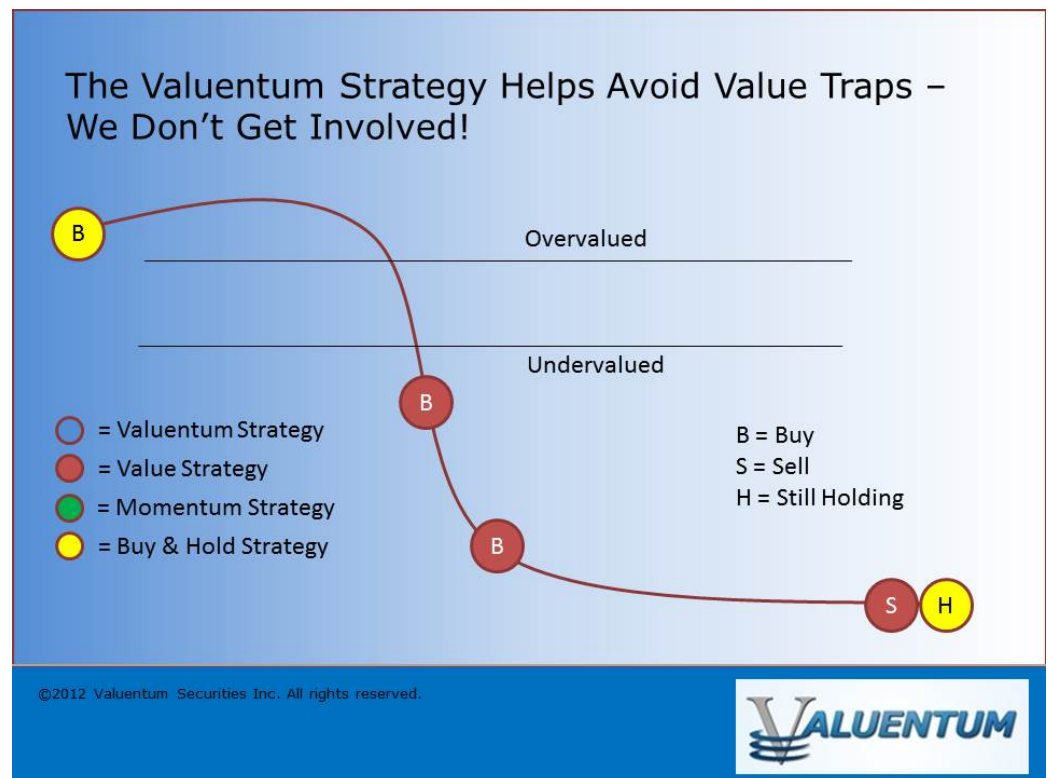 The Valuentum Strategy Helps Avoid Value Traps –
We Don't Get Involved!
B
Overvalued
Undervalued
B
= Valuentum Strategy
= Value Strategy
= Momentum Strategy
= Buy & Hold Strategy
B = Buy
S = Sell
H = Still Holding
B
S
H
©2012 Valuentum Securities Inc. All rights reserved.
VALUENTUM